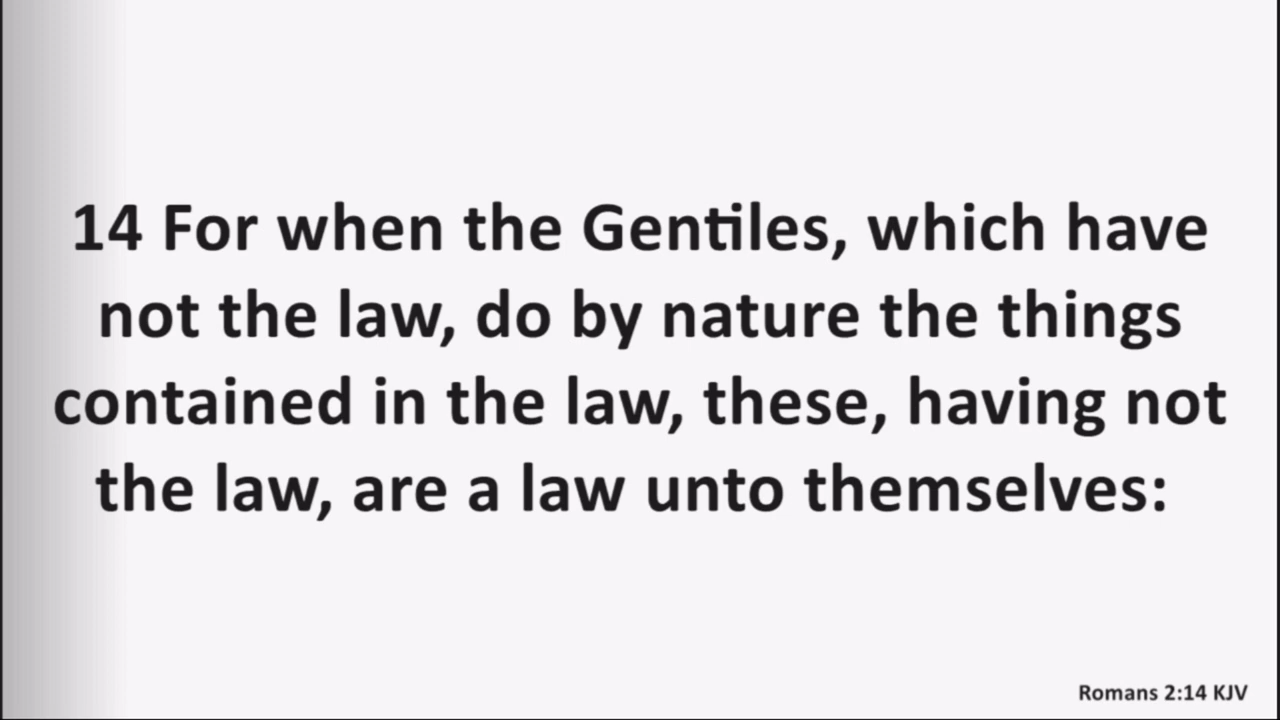 14 For when the Gentiles, which have
not the law, do by nature the things
contained in the law, these, having not
the law, are a law unto themselves:
Romans 2:14 KJV